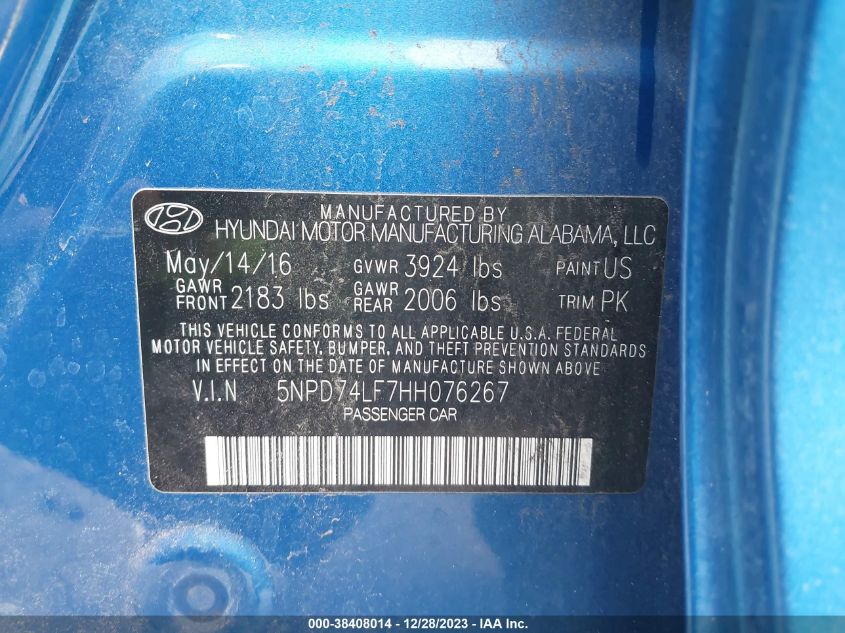 MANUFACTURED BY
HYUNDAI MOTOR MANUFACTURING ALABAMA, LLC
May/14/16 GVWR 3924 lbs PAINT US
GAWR FRONT 2183 lbs GAWR REAR 2006 lbs TRIM PK
THIS VEHICLE CONFORMS TO ALL APPLICABLE U.S.A. FEDERAL
MOTOR VEHICLE SAFETY, BUMPER, AND THEFT PREVENTION STANDARDS
IN EFFECT ON THE DATE OF MANUFACTURE SHOWN ABOVE
V.I.N 5NPD74LF7HH076267
PASSENGER CAR
000-38408014 - 12/28/2023 - IAA Inc.